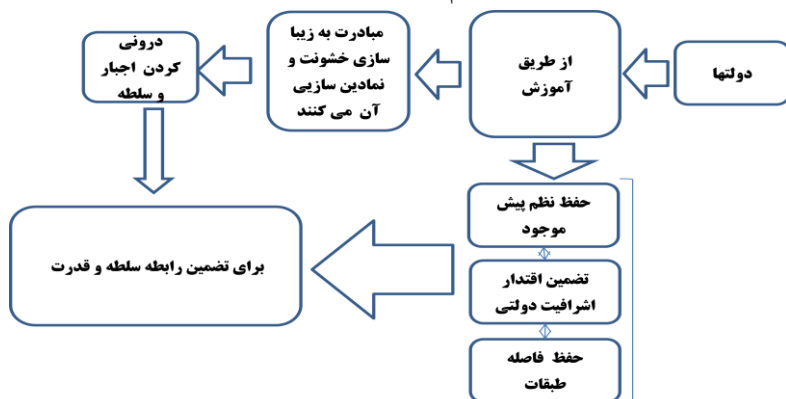 دولتها
از طریق
آموزش
مبادرت به زیبا
سازی خشونت و
نمادین سازیی
آن می کنند
درونی
کردن اجبار
و سلطه
حفظ نظم پیش
موجود
تضمین اقتدار
اشرافیت دولتی
حفظ فاصله
طبقات
برای تضمین رابطه سلطه و قدرت